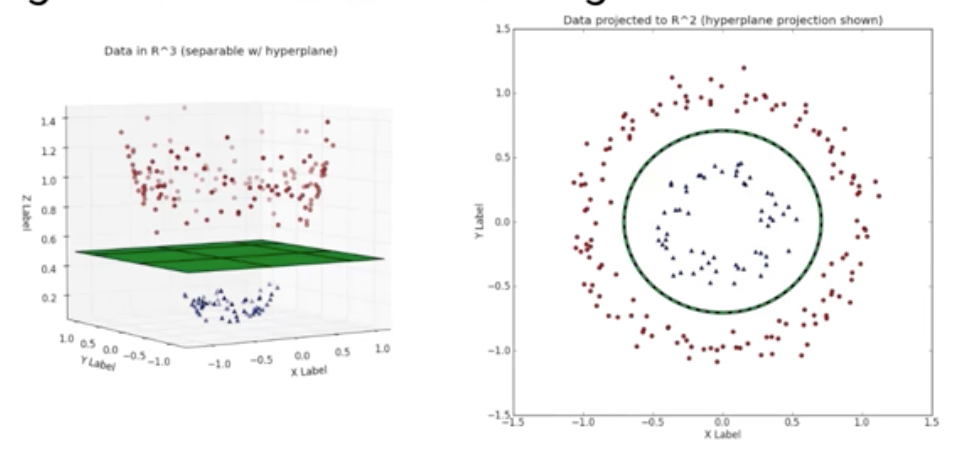 Data in R^3 (separable w/ hyperplane)
1.4
1.2
1.0
0.8
0.6
0.4
0.2
Z Label
1.0 0.5 0.0 −0.5 −1.0
Y Label
−1.0 −0.5 0.0 0.5 1.0
X Label
Data projected to R^2 (hyperplane projection shown)
1.5
1.0
0.5
0.0
−0.5
−1.0
−1.5
Y Label
−1.5 −1.0 −0.5 0.0 0.5 1.0 1.5
X Label